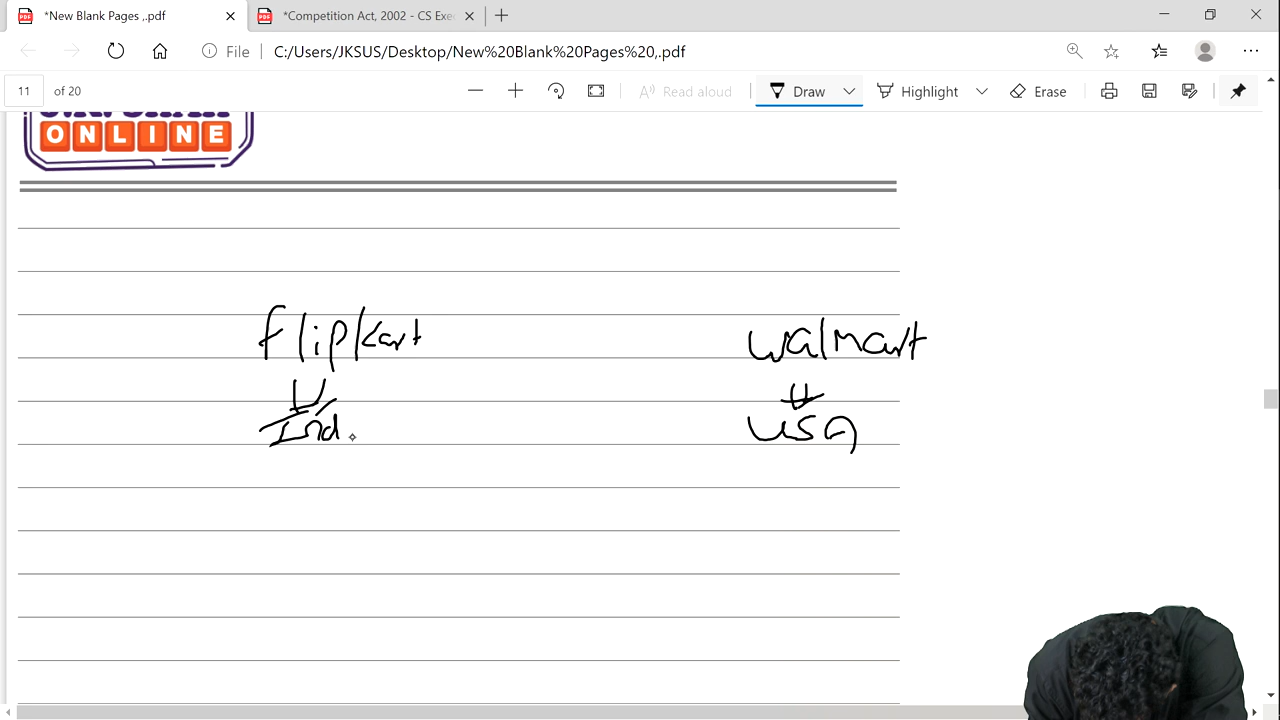 *New Blank Pages ,.pdf
*Competition Act, 2002 - CS Exe
File
C:/Users/JKSUS/Desktop/New%20Blank%20Pages%20,.pdf
11 of 20
Read aloud
Draw
Highlight
Erase
ONLINE
flipkart walmart
Ind USA